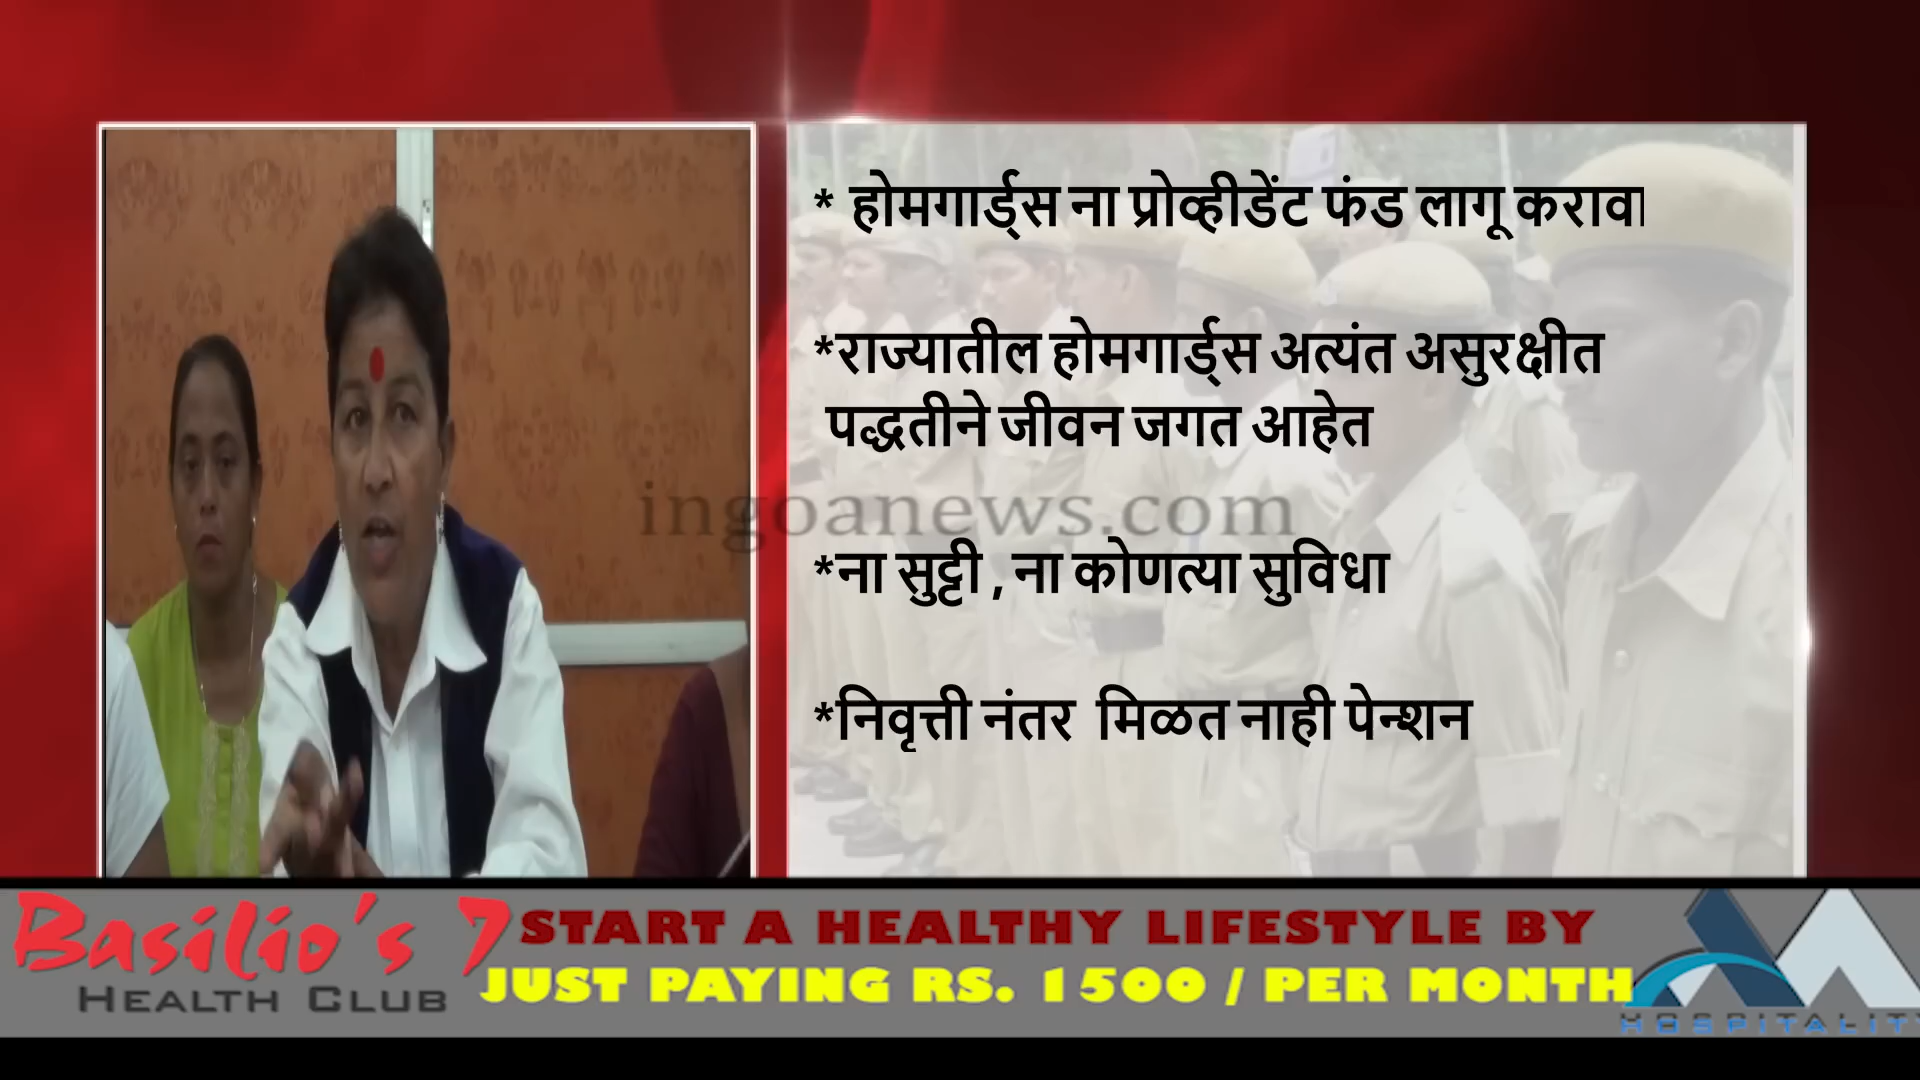 * होमगार्ड्स ना प्रोव्हीडेंट फंड लागू करावा
*राज्यातील होमगार्ड्स अत्यंत असुरक्षीत
पद्धतीने जीवन जगत आहेत
ingoanews.com
*ना सुट्टी , ना कोणत्या सुविधा
*निवृत्ती नंतर मिळत नाही पेन्शन
Basilio's 7
HEALTH CLUB
START A HEALTHY LIFESTYLE BY
JUST PAYING RS. 1500 / PER MONTH
HOSPITALITY